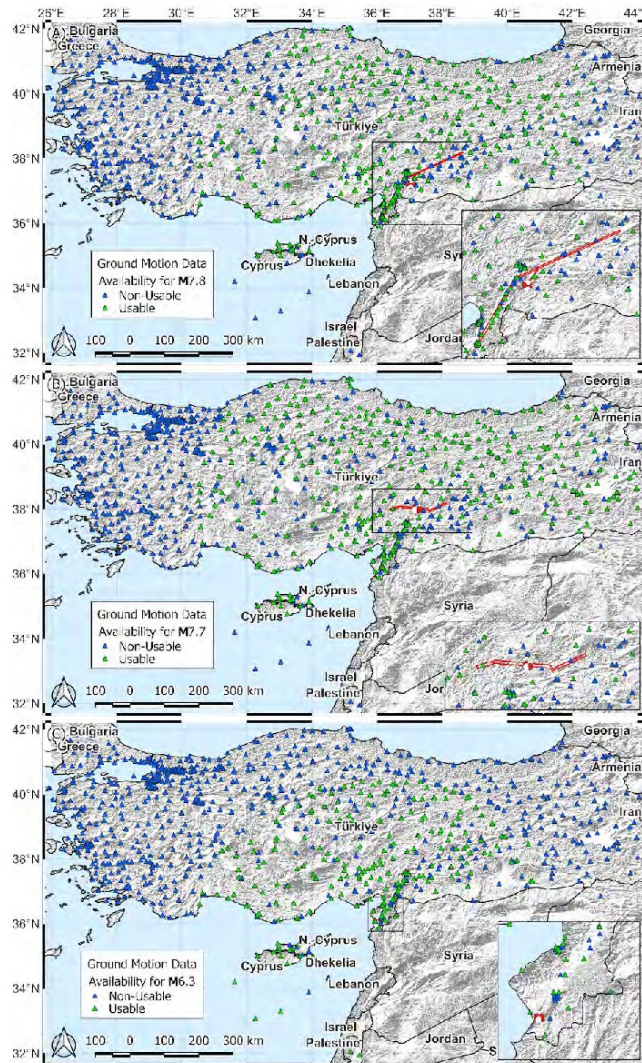 26°E 28°E 30°E 32°E 34°E 36°E 38°E 40°E 42°E 44°E
42°N
(A)
Bulgaria
Greece
Georgia
Armenia
40°N
Iran
Türkiye
38°N
36°N
N. Cyprus
Cyprus
Dhekelia
Lebanon
Israel
Palestine
Jordan
34°N
32°N
Ground Motion Data
Availability for M7.8
Non-Usable
Usable
100 0 100 200 300 km
42°N
(B)
Bulgaria
Greece
Georgia
Armenia
40°N
Iran
Türkiye
38°N
36°N
N. Cyprus
Cyprus
Dhekelia
Syria
Lebanon
Israel
Palestine
34°N
32°N
Ground Motion Data
Availability for M7.7
Non-Usable
Usable
100 0 100 200 300 km
42°N
(C)
Bulgaria
Greece
Georgia
Armenia
40°N
Iran
Türkiye
38°N
36°N
N. Cyprus
Cyprus
Dhekelia
Syria
Lebanon
Israel
Palestine
Jordan
34°N
32°N
Ground Motion Data
Availability for M6.3
Non-Usable
Usable
100 0 100 200 300 km